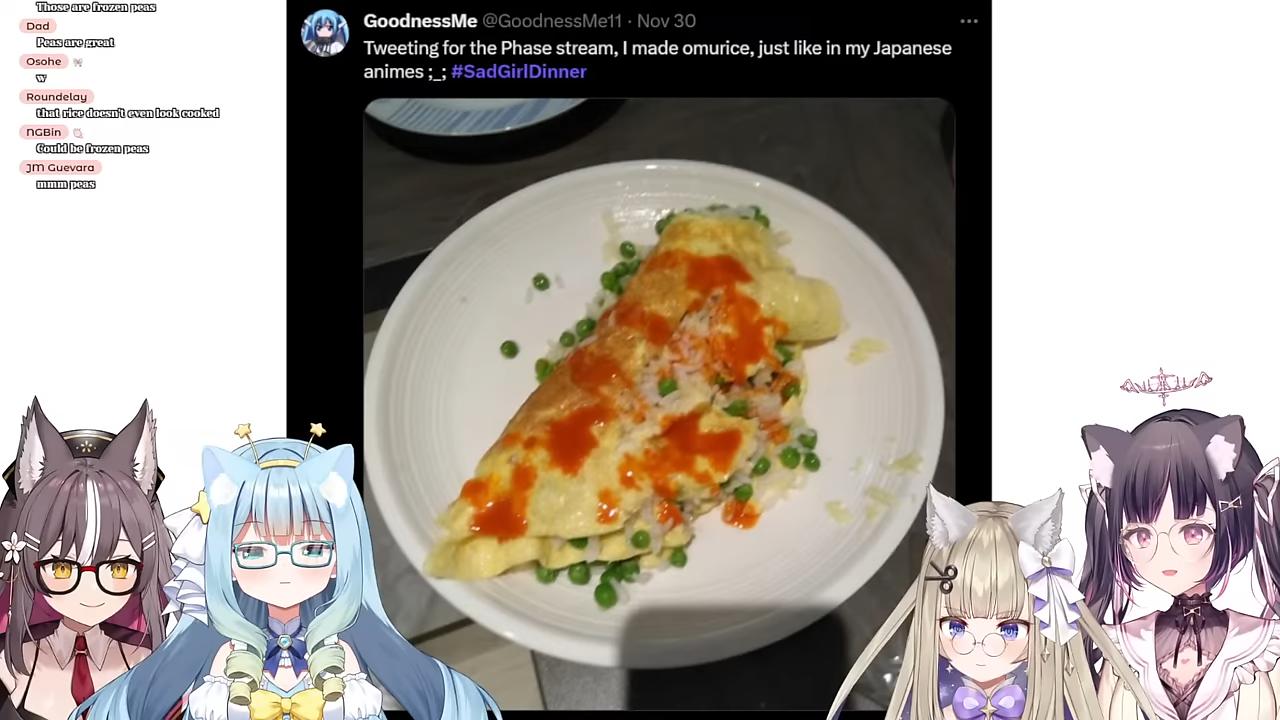 Those are frozen peas
Dad
Peas are great
Osohe
w
Roundelay
that rice doesn't even look cooked
NGBin
Could be frozen peas
JM Guevara
mmm peas
GoodnessMe @GoodnessMe11 · Nov 30
Tweeting for the Phase stream, I made omurice, just like in my Japanese
animes ;_; #SadGirlDinner